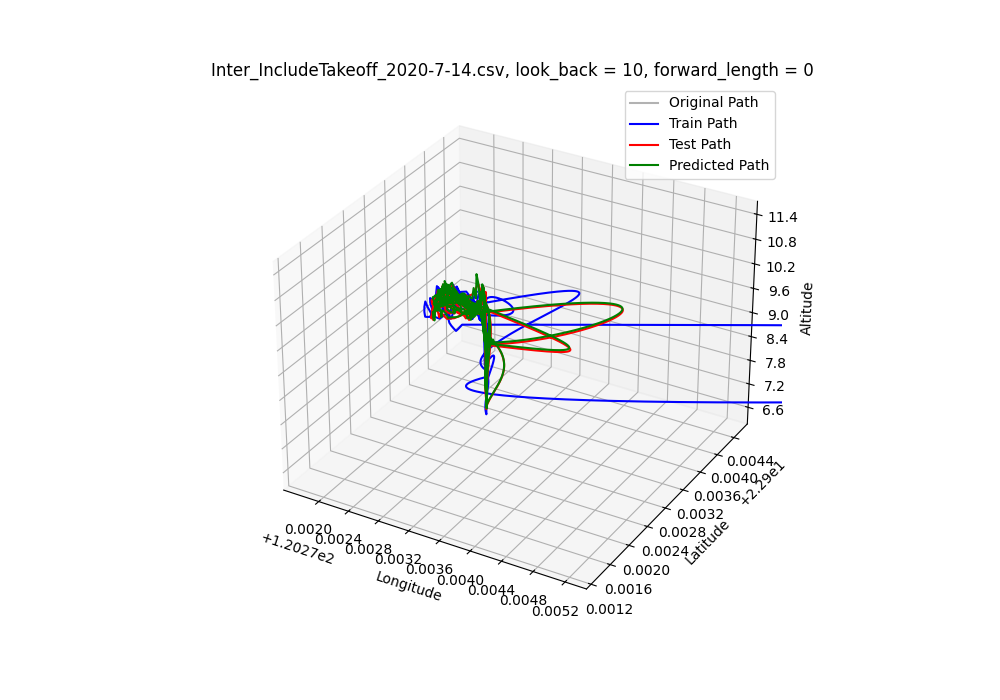 Inter_IncludeTakeoff_2020-7-14.csv, look_back = 10, forward_length = 0
Original Path
Train Path
Test Path
Predicted Path
11.4
10.8
10.2
9.6
9.0
8.4
7.8
7.2
6.6
Altitude
0.0044
0.0040
0.0036
0.0032
0.0028
0.0024
0.0020
0.0016
0.0012
+2.29e1
Latitude
0.0020
0.0024
0.0028
0.0032
0.0036
0.0040
0.0044
0.0048
0.0052
+1.2027e2
Longitude